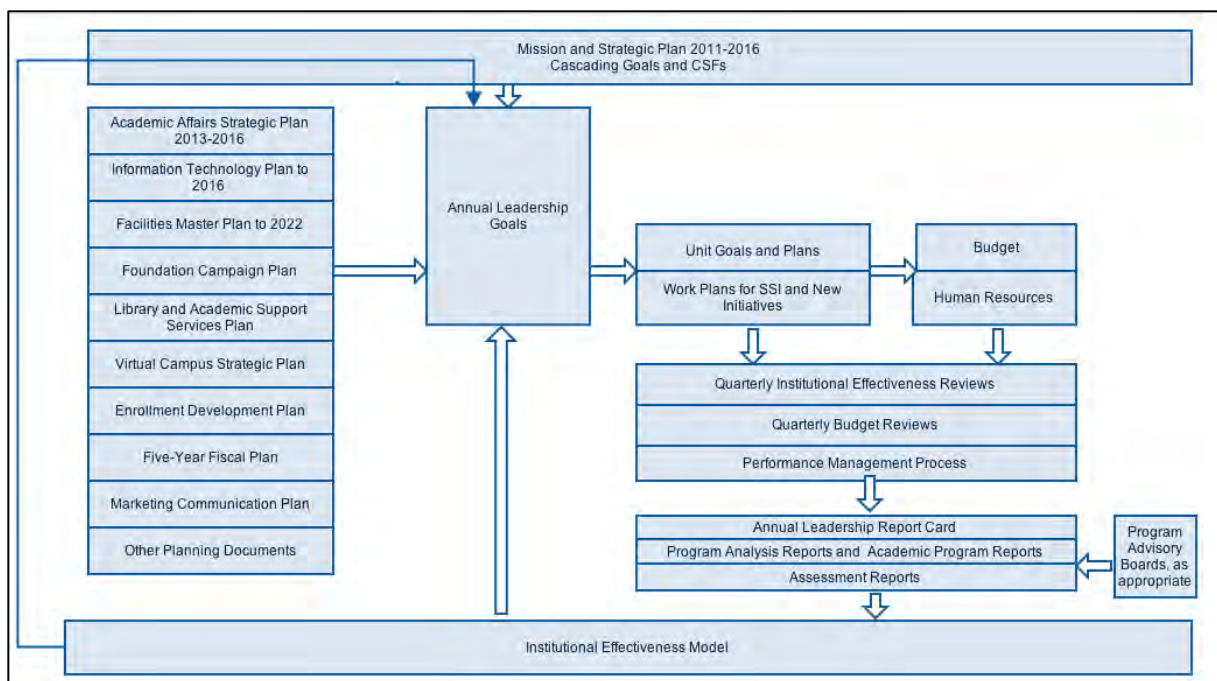 Mission and Strategic Plan 2011-2016
Cascading Goals and CSFs
Academic Affairs Strategic Plan
2013-2016
Information Technology Plan to
2016
Facilities Master Plan to 2022
Foundation Campaign Plan
Library and Academic Support
Services Plan
Virtual Campus Strategic Plan
Enrollment Development Plan
Five-Year Fiscal Plan
Marketing Communication Plan
Other Planning Documents
Annual Leadership
Goals
Unit Goals and Plans
Work Plans for SSI and New
Initiatives
Budget
Human Resources
Quarterly Institutional Effectiveness Reviews
Quarterly Budget Reviews
Performance Management Process
Annual Leadership Report Card
Program Analysis Reports and Academic Program Reports
Assessment Reports
Program
Advisory
Boards, as
appropriate
Institutional Effectiveness Model